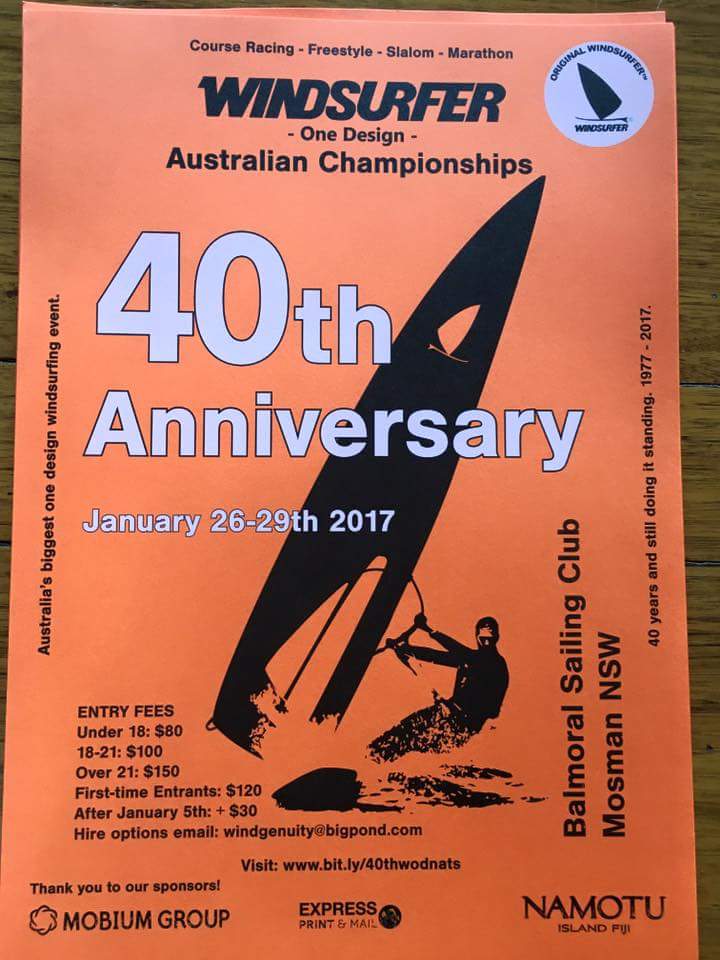 Course Racing - Freestyle - Slalom - Marathon
WINDSURFER
- One Design -
Australian Championships
ORIGINAL WINDSURFER™
WINDSURFER
40th
Anniversary
January 26-29th 2017
Australia's biggest one design windsurfing event.
40 years and still doing it standing. 1977 - 2017.
Balmoral Sailing Club
Mosman NSW
ENTRY FEES
Under 18: $80
18-21: $100
Over 21: $150
First-time Entrants: $120
After January 5th: + $30
Hire options email: windgenuity@bigpond.com
Visit: www.bit.ly/40thwodnats
Thank you to our sponsors!
MOBIUM GROUP
EXPRESS
PRINT & MAIL
NAMOTU
ISLAND FIJI